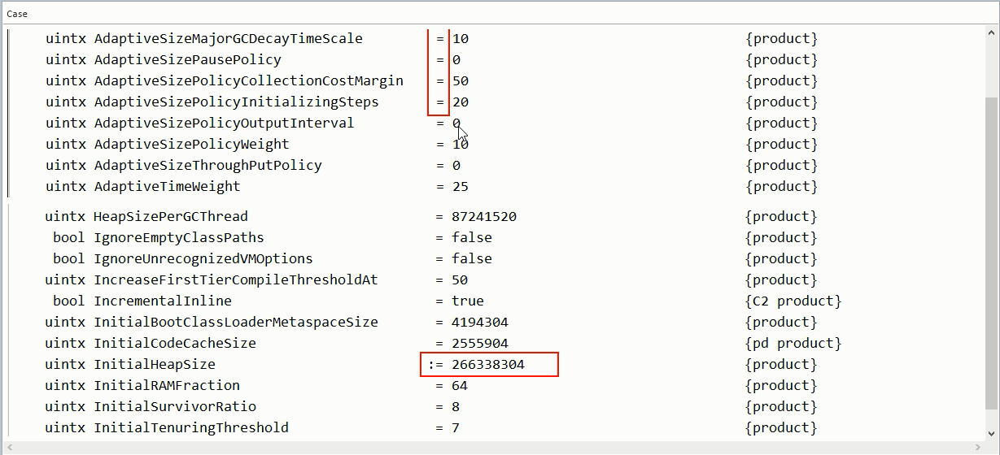 Case
uintx AdaptiveSizeMajorGCDecayTimeScale = 10 {product}
uintx AdaptiveSizePausePolicy = 0 {product}
uintx AdaptiveSizePolicyCollectionCostMargin = 50 {product}
uintx AdaptiveSizePolicyInitializingSteps = 20 {product}
uintx AdaptiveSizePolicyOutputInterval = 0 {product}
uintx AdaptiveSizePolicyWeight = 10 {product}
uintx AdaptiveSizeThroughPutPolicy = 0 {product}
uintx AdaptiveTimeWeight = 25 {product}
uintx HeapSizePerGCThread = 87241520 {product}
bool IgnoreEmptyClassPaths = false {product}
bool IgnoreUnrecognizedVMOptions = false {product}
uintx IncreaseFirstTierCompileThresholdAt = 50 {product}
bool IncrementalInline = true {C2 product}
uintx InitialBootClassLoaderMetaspaceSize = 4194304 {product}
uintx InitialCodeCacheSize = 2555904 {pd product}
uintx InitialHeapSize := 266338304 {product}
uintx InitialRAMFraction = 64 {product}
uintx InitialSurvivorRatio = 8 {product}
uintx InitialTenuringThreshold = 7 {product}